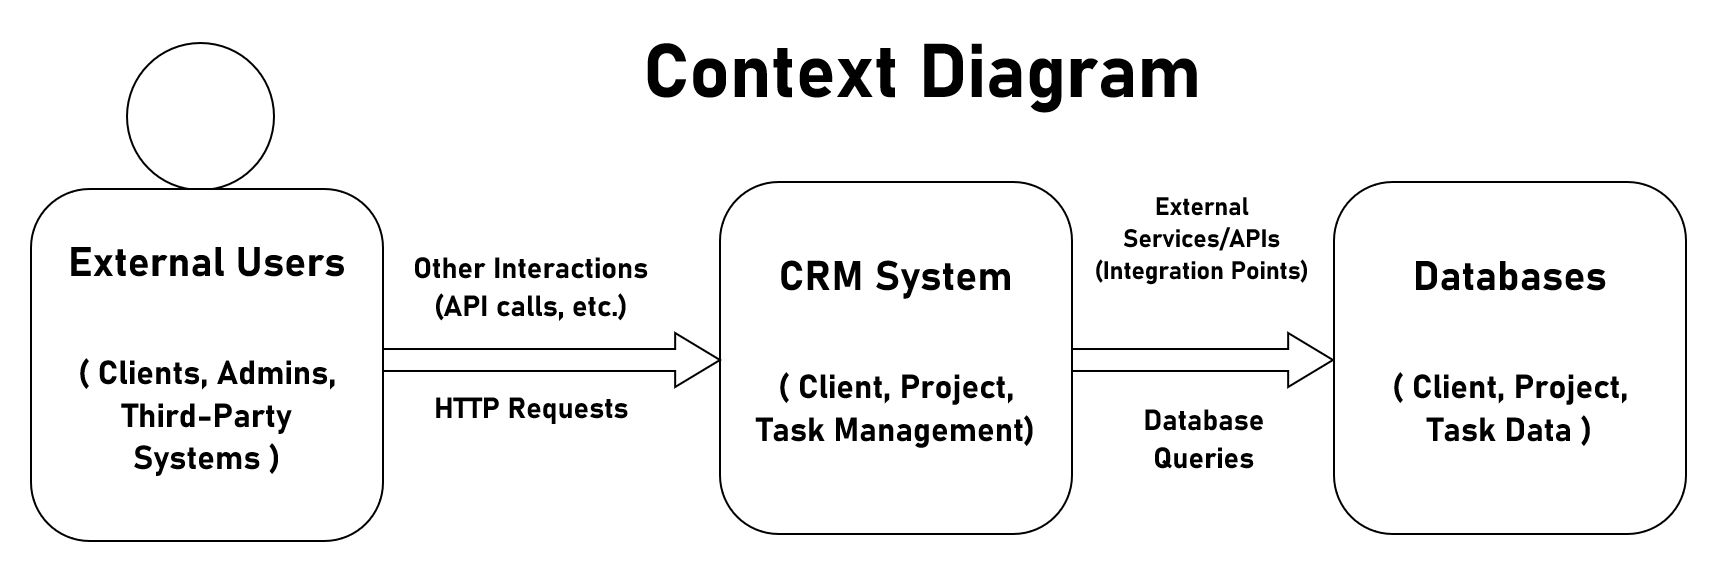 Context Diagram
External Users
( Clients, Admins,
Third-Party
Systems )
Other Interactions
(API calls, etc.)
HTTP Requests
CRM System
( Client, Project,
Task Management)
External
Services/APIs
(Integration Points)
Database
Queries
Databases
( Client, Project,
Task Data )